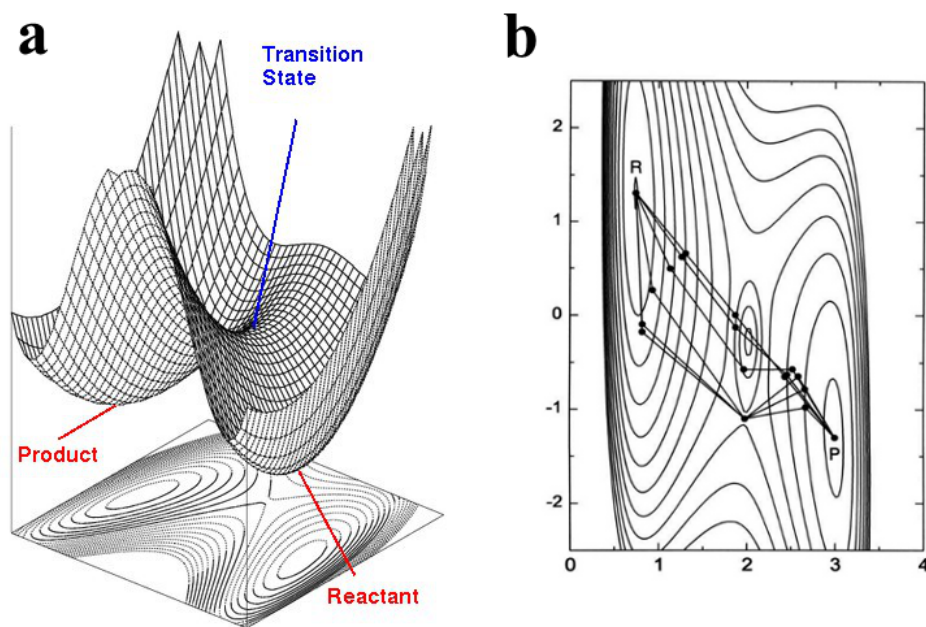 a
Transition
State
Product
Reactant
b
2
1
0
-1
-2
R
P
0 1 2 3 4